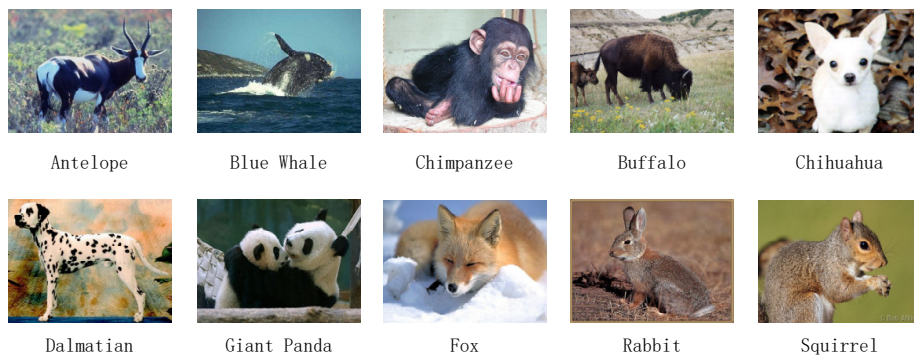 Antelope
Blue Whale
Chimpanzee
Buffalo
Chihuahua
Dalmatian
Giant Panda
Fox
Rabbit
Squirrel